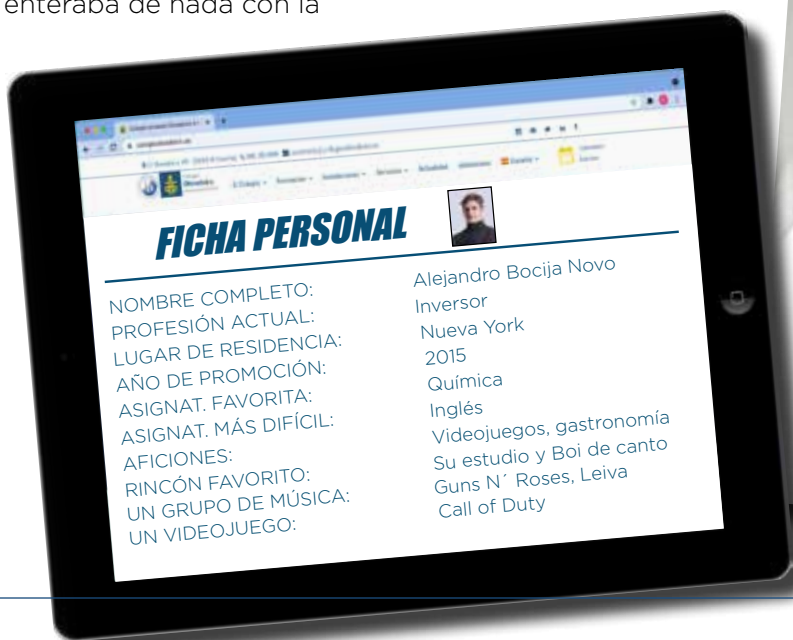 enteraba de nada con la
FICHA PERSONAL
NOMBRE COMPLETO: Alejandro Bocija Novo
PROFESIÓN ACTUAL: Inversor
LUGAR DE RESIDENCIA: Nueva York
AÑO DE PROMOCIÓN: 2015
ASIGNAT. FAVORITA: Química
ASIGNAT. MÁS DIFÍCIL: Inglés
AFICIONES: Videojuegos, gastronomía
RINCÓN FAVORITO: Su estudio y Boi de canto
UN GRUPO DE MÚSICA: Guns N´ Roses, Leiva
UN VIDEOJUEGO: Call of Duty